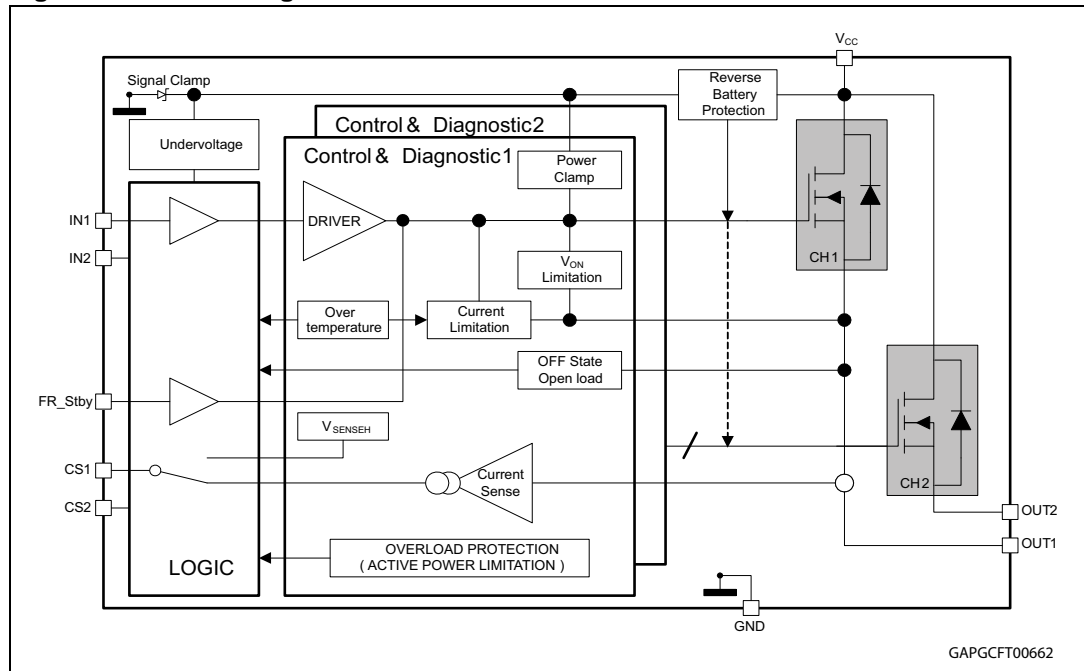 V_CC
Signal Clamp
Reverse
Battery
Protection
Undervoltage
Control & Diagnostic2
Control & Diagnostic1
Power
Clamp
IN1
DRIVER
IN2
CH1
V_ON
Limitation
Over
temperature
Current
Limitation
OFF State
Open load
FR_Stby
V_SENSEH
CS1
Current
Sense
CH2
CS2
OUT2
OUT1
LOGIC
OVERLOAD PROTECTION
( ACTIVE POWER LIMITATION )
GND
GAPGCFT00662